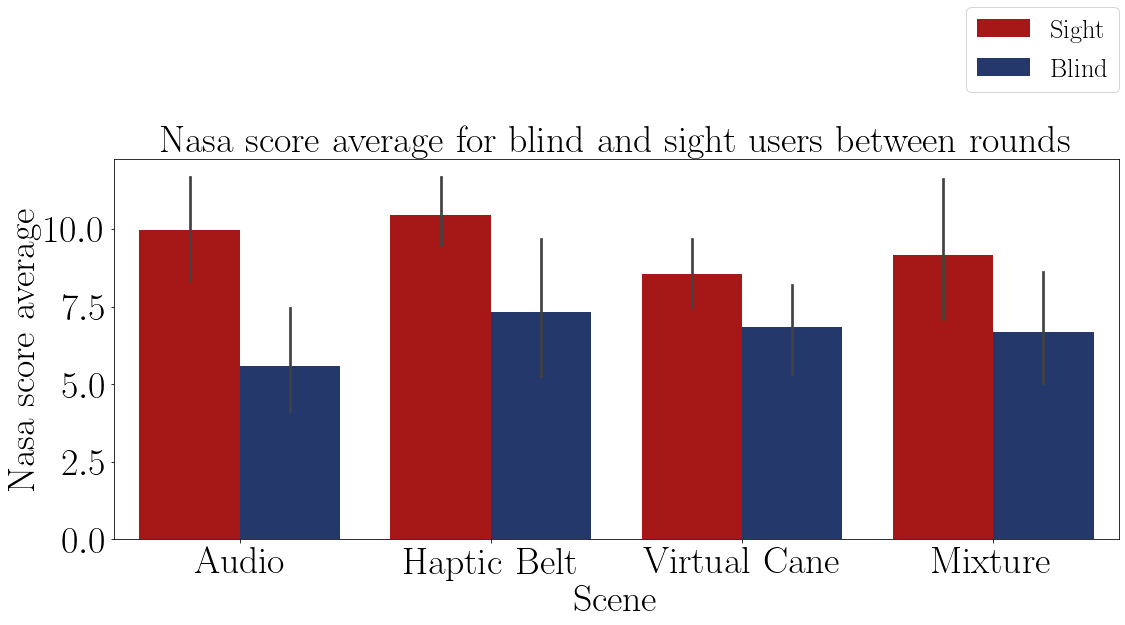 Sight
Blind
Nasa score average for blind and sight users between rounds
Nasa score average
10.0
7.5
5.0
2.5
0.0
Audio
Haptic Belt
Virtual Cane
Mixture
Scene